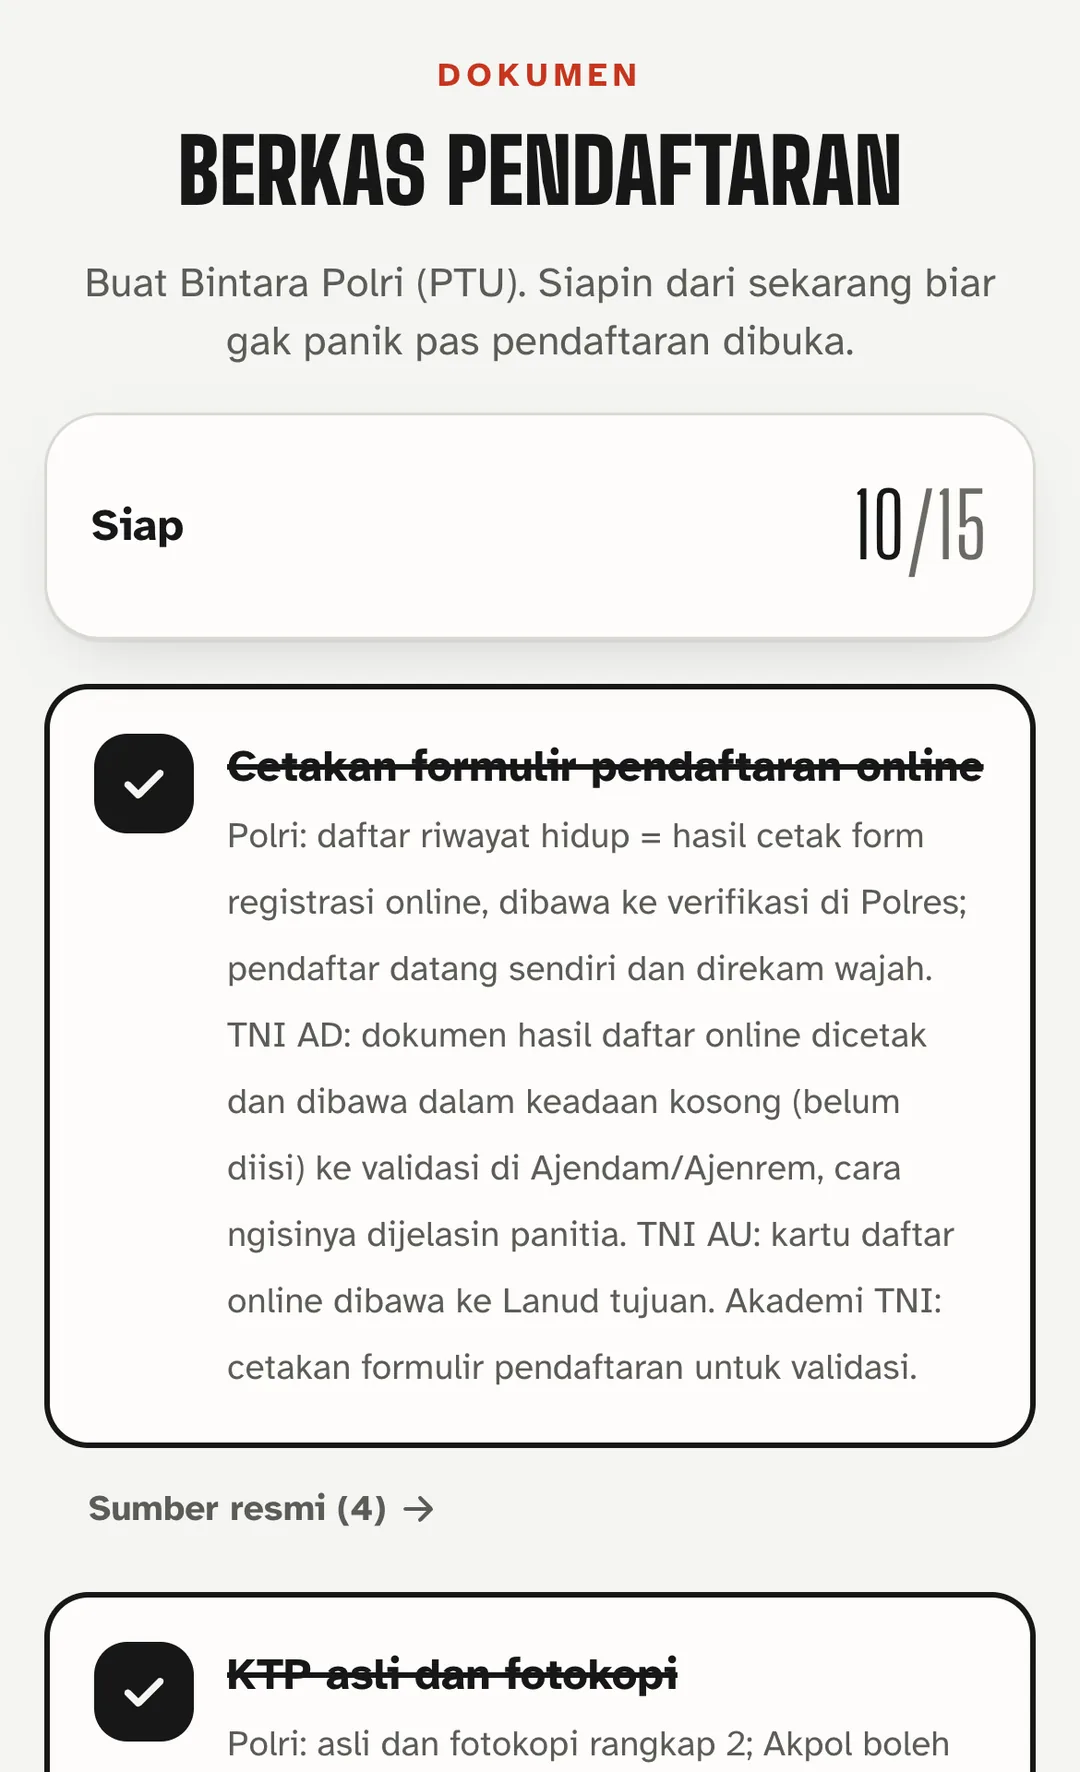 DOKUMEN
BERKAS PENDAFTARAN
Buat Bintara Polri (PTU). Siapin dari sekarang biar
gak panik pas pendaftaran dibuka.
Siap
10/15
Cetakan formulir pendaftaran online
Polri: daftar riwayat hidup = hasil cetak form
registrasi online, dibawa ke verifikasi di Polres;
pendaftar datang sendiri dan direkam wajah.
TNI AD: dokumen hasil daftar online dicetak
dan dibawa dalam keadaan kosong (belum
diisi) ke validasi di Ajendam/Ajenrem, cara
ngisinya dijelasin panitia. TNI AU: kartu daftar
online dibawa ke Lanud tujuan. Akademi TNI:
cetakan formulir pendaftaran untuk validasi.
Sumber resmi (4) →
KTP asli dan fotokopi
Polri: asli dan fotokopi rangkap 2; Akpol boleh